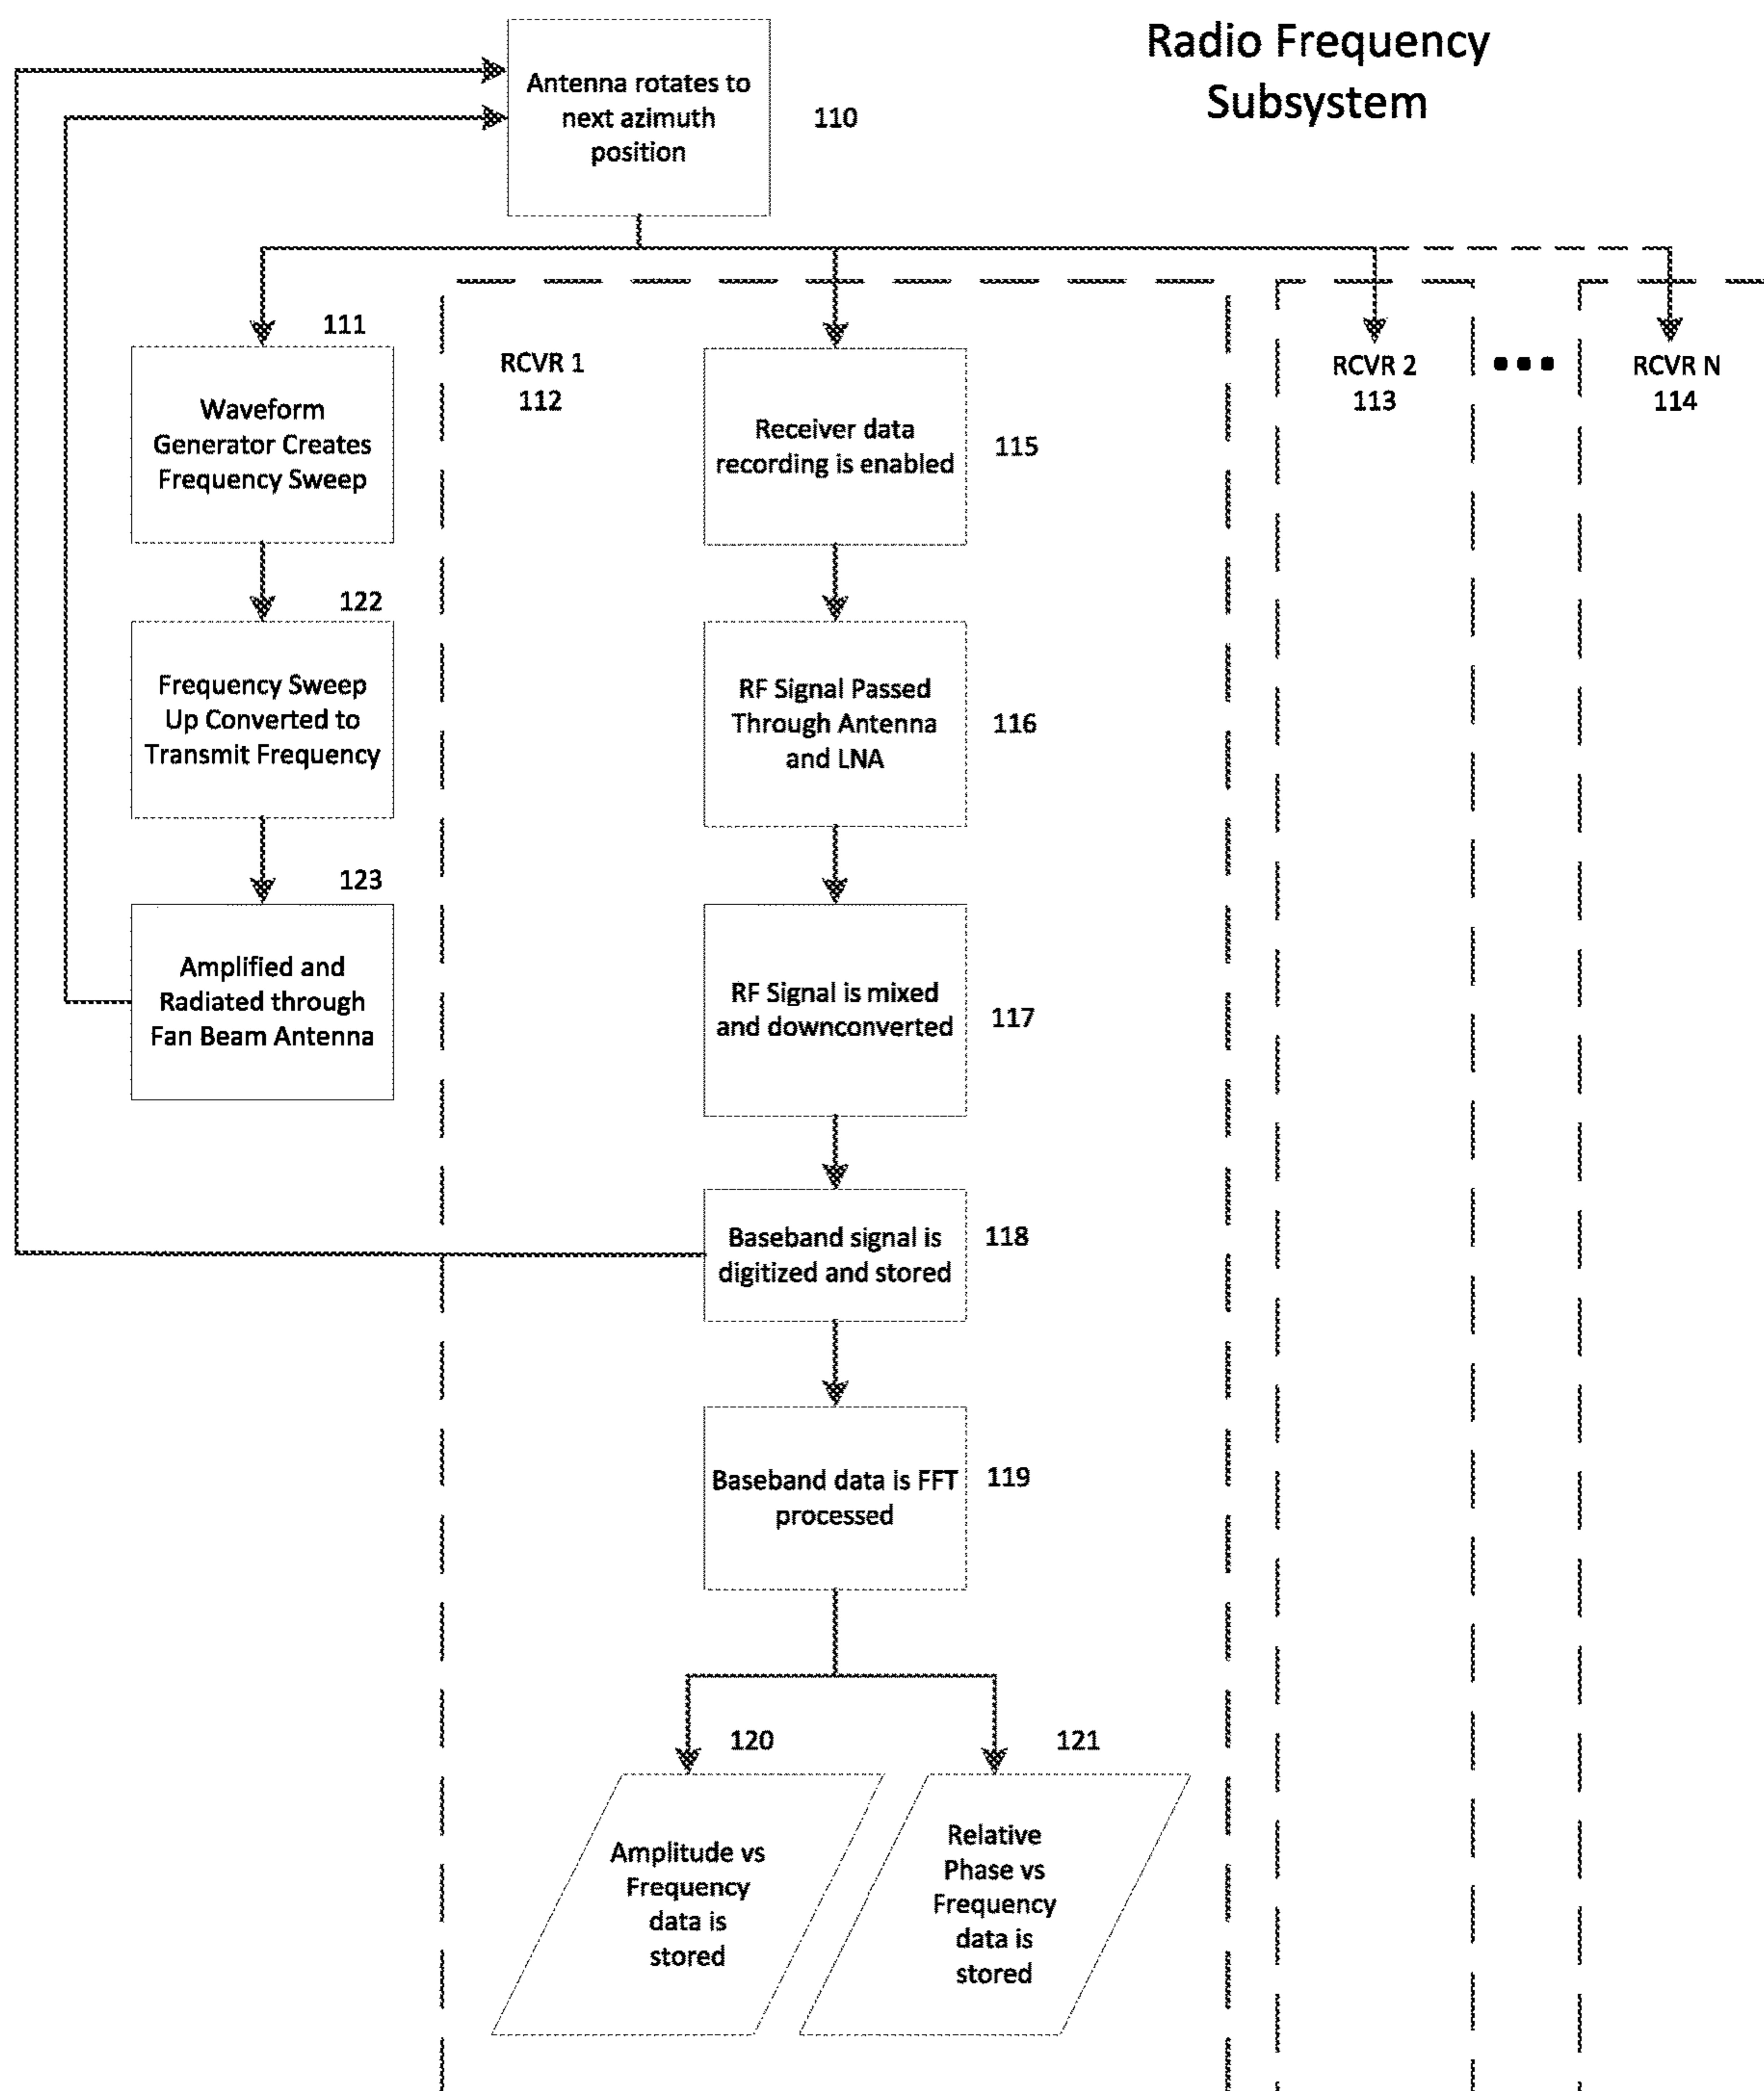 Radio Frequency
Subsystem
Antenna rotates to
next azimuth
position
110
111
Waveform
Generator Creates
Frequency Sweep
122
Frequency Sweep
Up Converted to
Transmit Frequency
123
Amplified and
Radiated through
Fan Beam Antenna
RCVR 1
112
Receiver data
recording is enabled
115
RF Signal Passed
Through Antenna
and LNA
116
RF Signal is mixed
and downconverted
117
Baseband signal is
digitized and stored
118
Baseband data is FFT
processed
119
120
Amplitude vs
Frequency
data is
stored
121
Relative
Phase vs
Frequency
data is
stored
RCVR 2
113
RCVR N
114